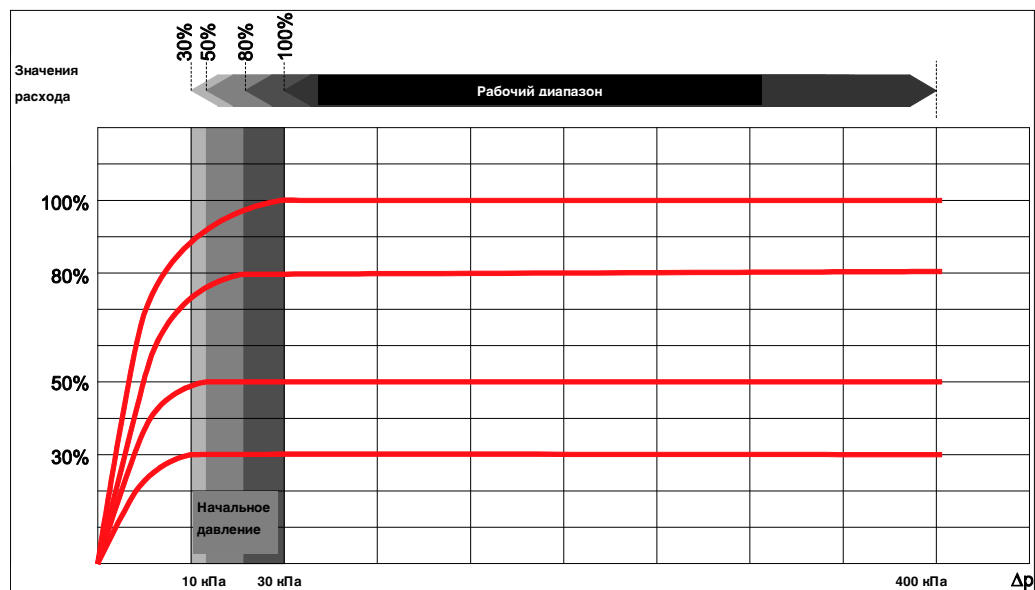 30%
50%
80%
100%
Значения
расхода
Рабочий диапазон
100%
80%
50%
30%
Начальное
давление
10 кПа
30 кПа
400 кПа
Δp